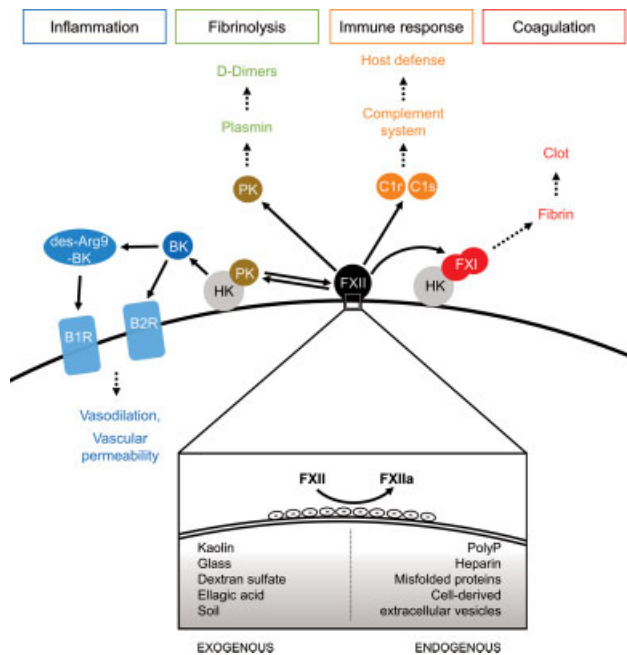 Inflammation
Fibrinolysis
Immune response
Coagulation
D-Dimers
Plasmin
PK
Host defense
Complement
system
C1r
C1s
Clot
Fibrin
des-Arg9
-BK
BK
PK
HK
FXII
FXI
HK
B1R
B2R
Vasodilation,
Vascular
permeability
FXII
FXIIa
- - - - - - - - - - -
Kaolin
Glass
Dextran sulfate
Ellagic acid
Soil
PolyP
Heparin
Misfolded proteins
Cell-derived
extracellular vesicles
EXOGENOUS
ENDOGENOUS